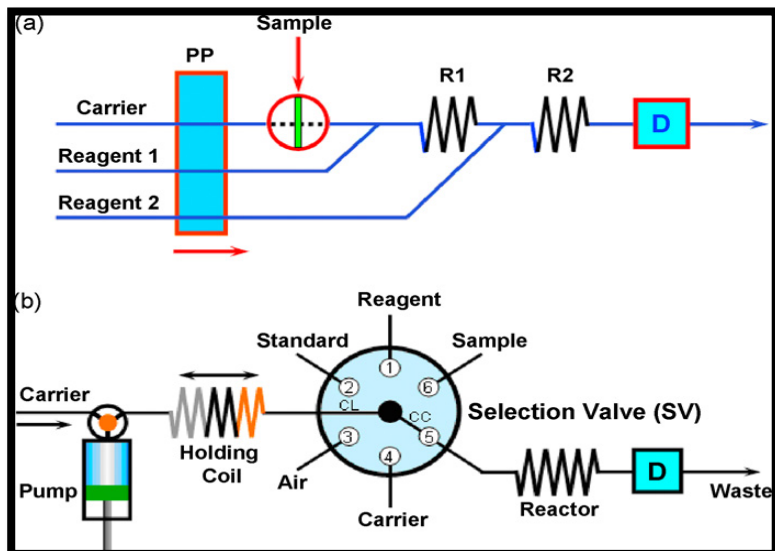 (a)
Sample
PP
R1
R2
Carrier
D
Reagent 1
Reagent 2
(b)
Reagent
Standard
Sample
1
2
6
Carrier
CL
CC
Selection Valve (SV)
3
5
Holding
Coil
4
Air
D
Pump
Waste
Reactor
Carrier